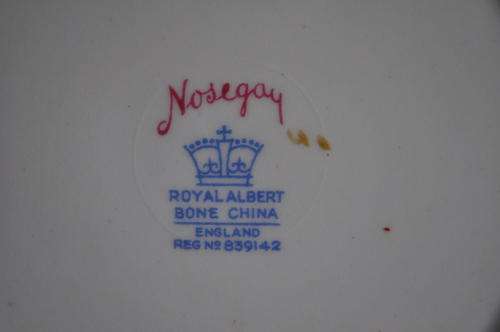 Nosegay
ROYAL ALBERT
BONE CHINA
ENGLAND
REG Nº 839142